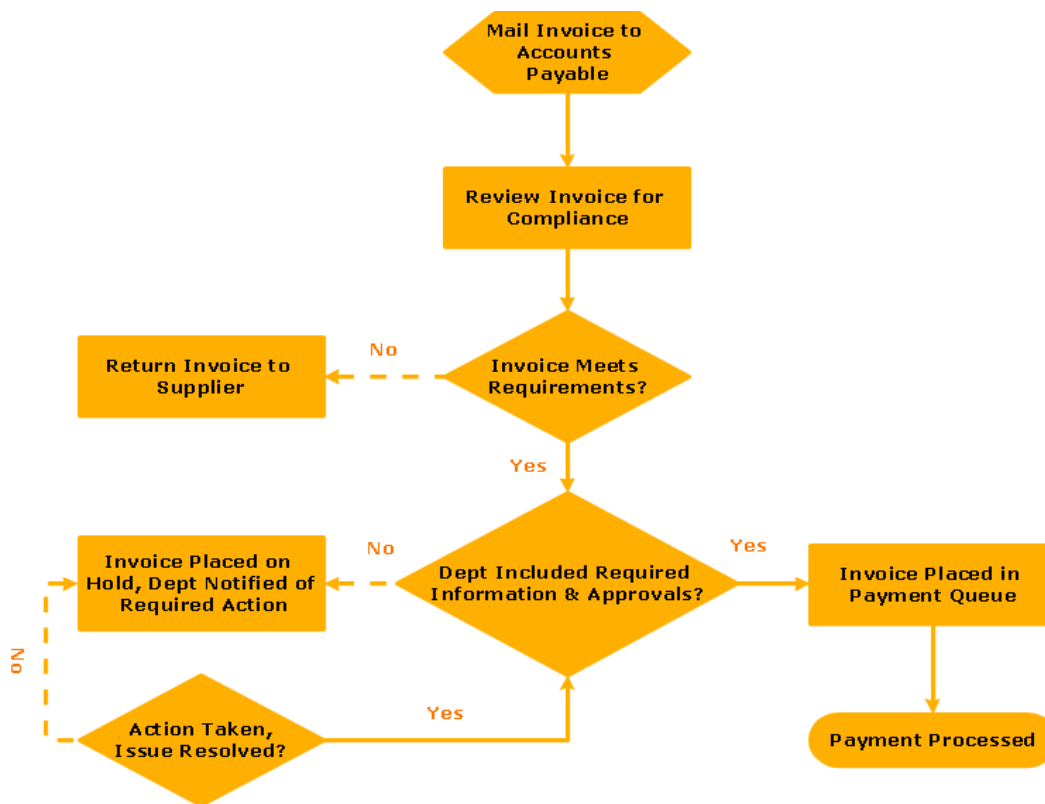 Mail Invoice to
Accounts
Payable
Review Invoice for
Compliance
No
Return Invoice to
Supplier
Invoice Meets
Requirements?
Yes
No
Yes
Invoice Placed on
Hold, Dept Notified of
Required Action
Dept Included Required
Information & Approvals?
Invoice Placed in
Payment Queue
No
Yes
Action Taken,
Issue Resolved?
Payment Processed